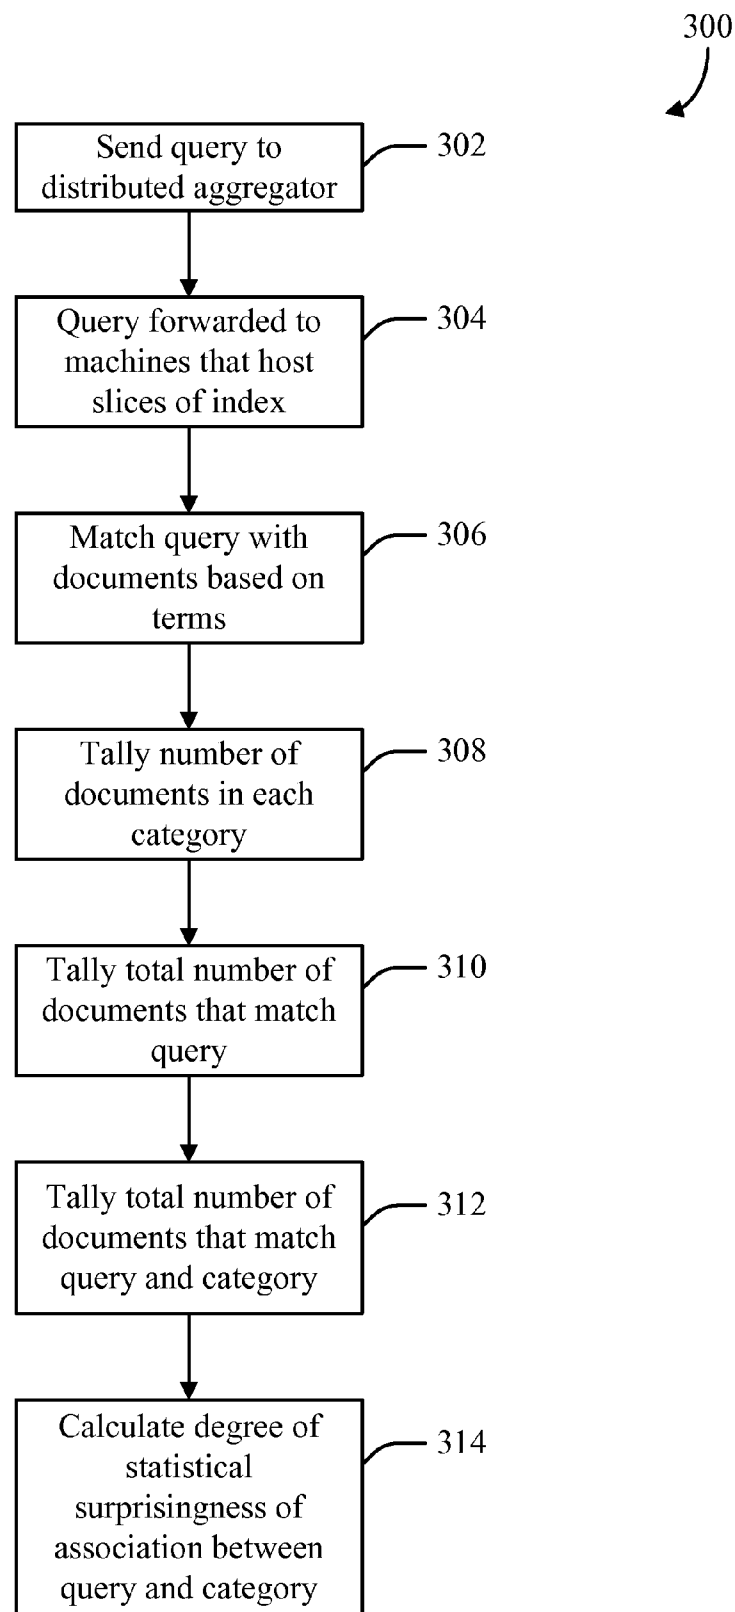 300
Send query to
distributed aggregator
302
Query forwarded to
machines that host
slices of index
304
Match query with
documents based on
terms
306
Tally number of
documents in each
category
308
Tally total number of
documents that match
query
310
Tally total number of
documents that match
query and category
312
Calculate degree of
statistical
surprisingness of
association between
query and category
314